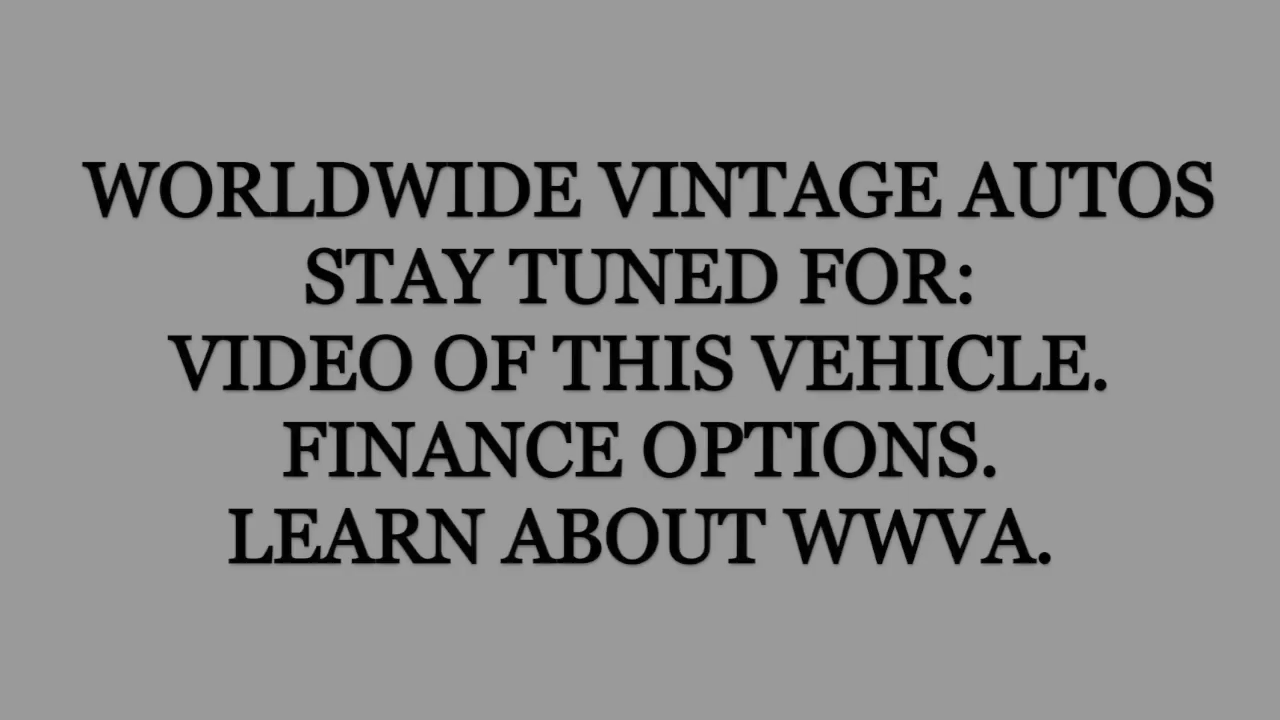 WORLDWIDE VINTAGE AUTOS
STAY TUNED FOR:
VIDEO OF THIS VEHICLE.
FINANCE OPTIONS.
LEARN ABOUT WWVA.